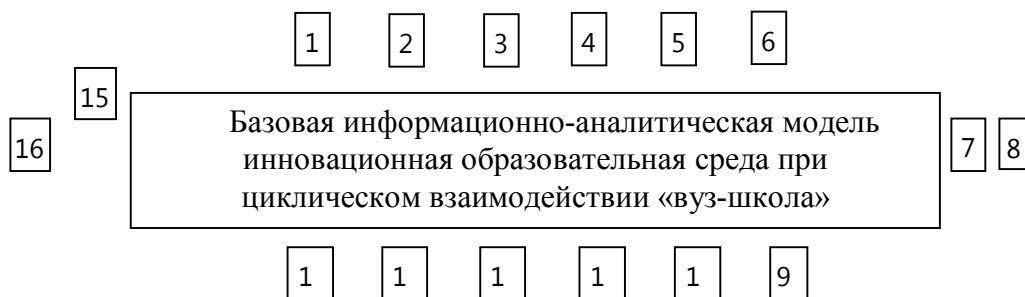 1 2 3 4 5 6
15
Базовая информационно-аналитическая модель
16 7 8
инновационная образовательная среда при
циклическом взаимодействии «вуз-школа»
1 1 1 1 1 9